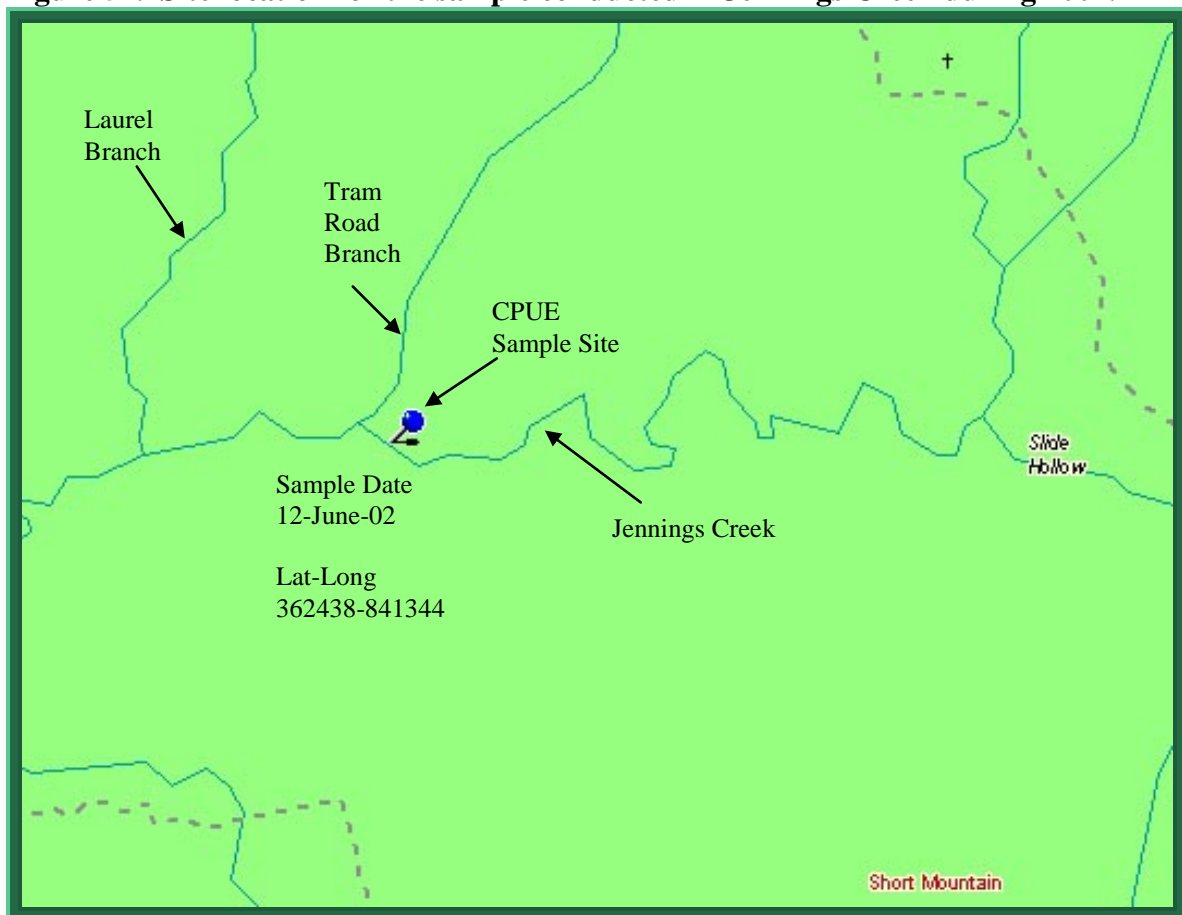 Laurel
Branch
Tram
Road
Branch
CPUE
Sample Site
Slide
Hollow
Sample Date
12-June-02
Jennings Creek
Lat-Long
362438-841344
Short Mountain